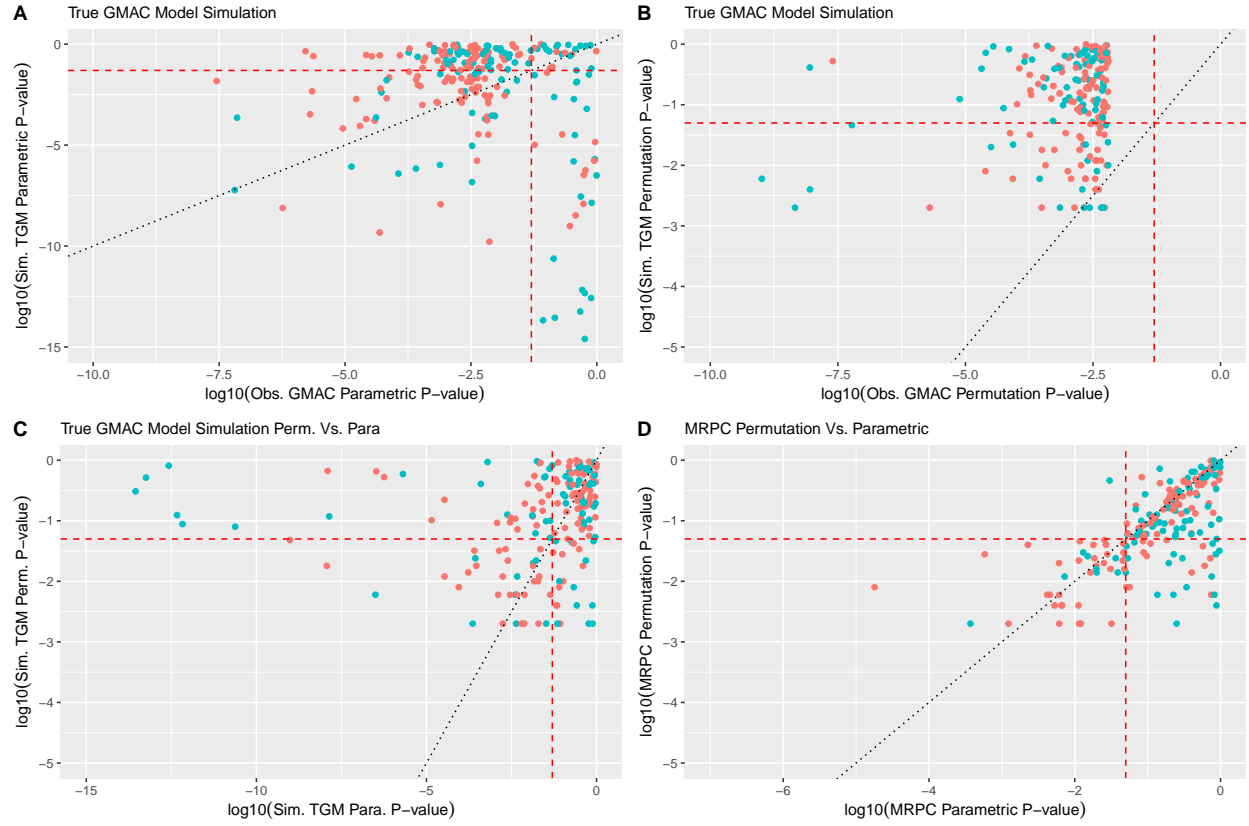 A
True GMAC Model Simulation
0
−5
−10
−15
log10(Sim. TGM Parametric P−value)
−10.0
−7.5
−5.0
−2.5
0.0
log10(Obs. GMAC Parametric P−value)
B
True GMAC Model Simulation
0
−1
−2
−3
−4
−5
log10(Sim. TGM Permutation P−value)
−10.0
−7.5
−5.0
−2.5
0.0
log10(Obs. GMAC Permutation P−value)
C
True GMAC Model Simulation Perm. Vs. Para
0
−1
−2
−3
−4
−5
log10(Sim. TGM Perm. P−value)
−15
−10
−5
0
log10(Sim. TGM Para. P−value)
D
MRPC Permutation Vs. Parametric
0
−1
−2
−3
−4
−5
log10(MRPC Permutation P−value)
−6
−4
−2
0
log10(MRPC Parametric P−value)